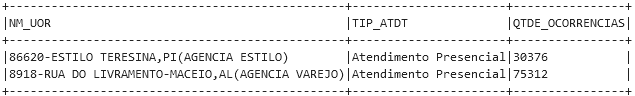 +------------------------------------------------+---------------------+----------------+
|NM_UOR |TIP_ATDT |QTDE_OCORRENCIAS|
+------------------------------------------------+---------------------+----------------+
|86620-ESTILO TERESINA,PI(AGENCIA ESTILO) |Atendimento Presencial|30376 |
|8918-RUA DO LIVRAMENTO-MACEIO,AL(AGENCIA VAREJO)|Atendimento Presencial|75312 |
+------------------------------------------------+---------------------+----------------+